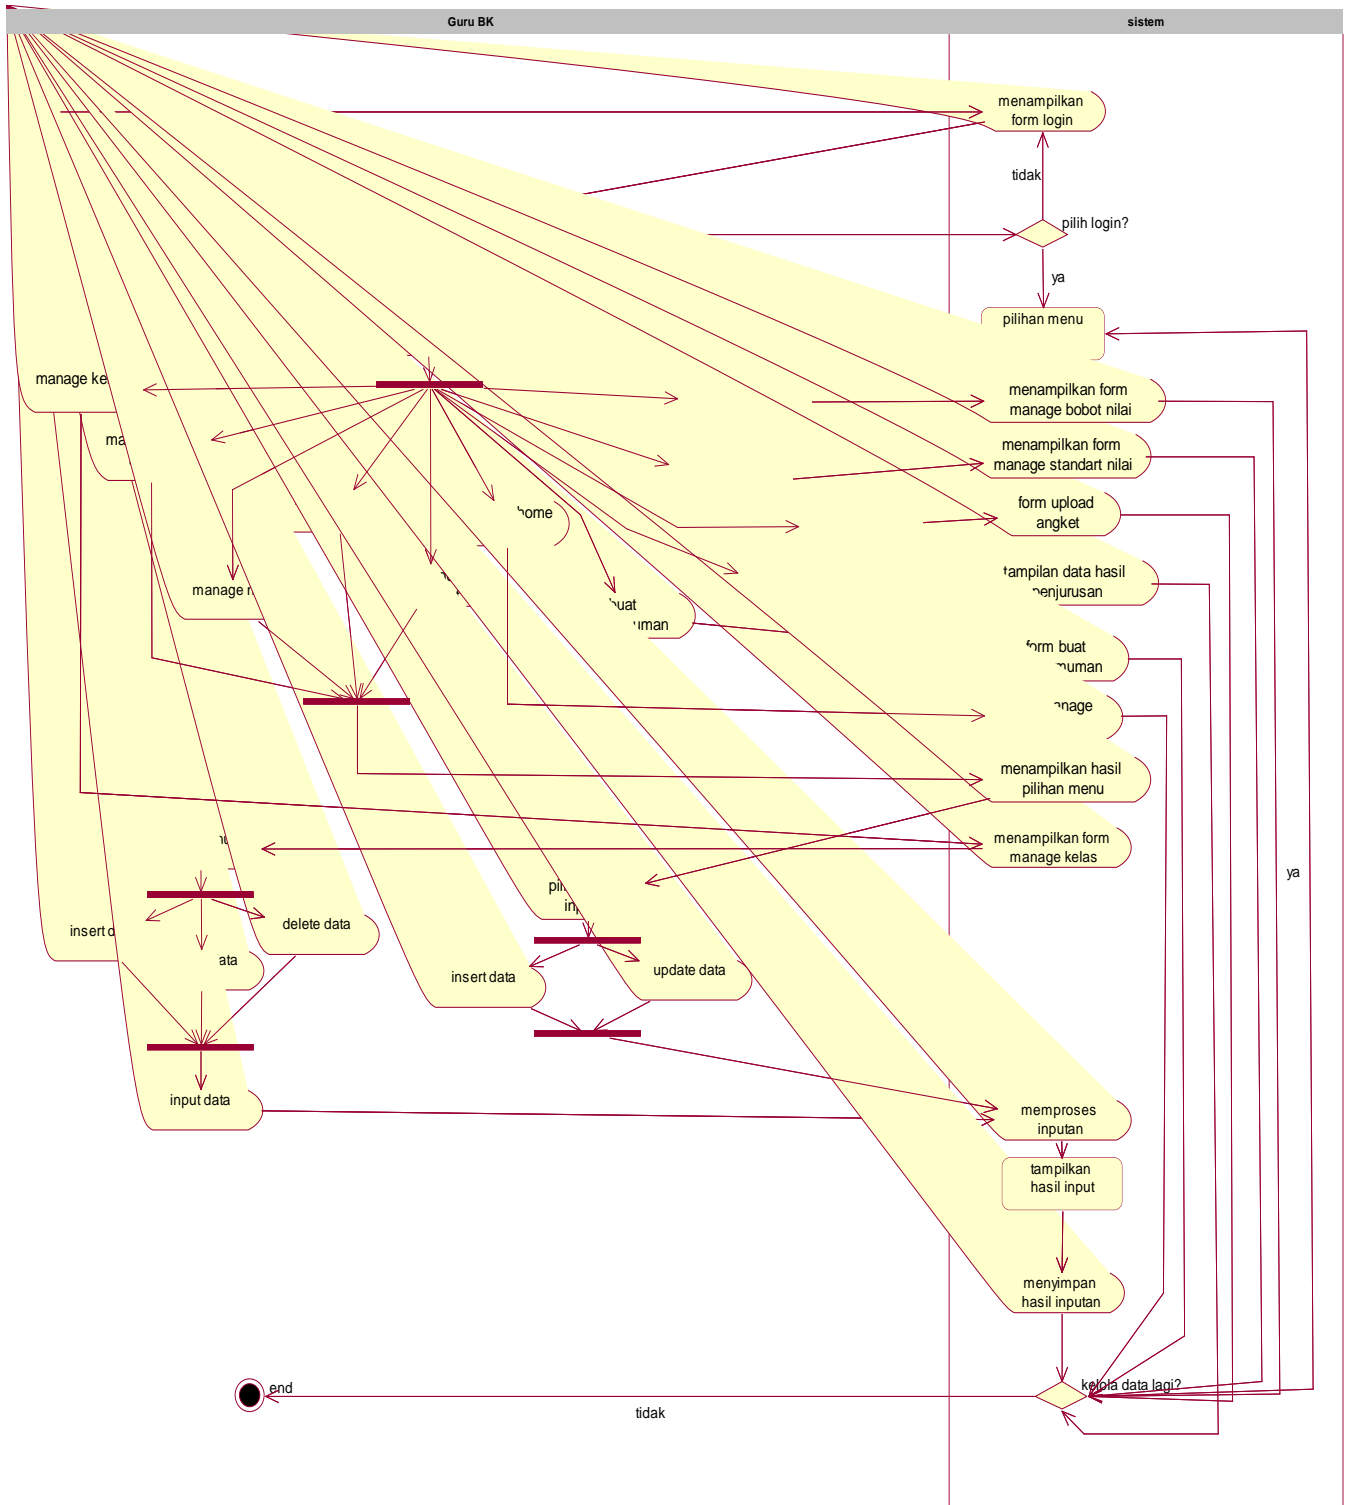 Guru BK
sistem
menampilkan
form login
tidak
pilih login?
ya
pilihan menu
manage ke
menampilkan form
manage bobot nilai
ma
menampilkan form
manage standart nilai
home
form upload
angket
tampilan data hasil
penjurusan
manage
buat
uman
form buat
muman
nage
menampilkan hasil
pilihan menu
menampilkan form
manage kelas
ya
pil
in
insert d
ata
delete data
insert data
update data
input data
memproses
inputan
tampilkan
hasil input
menyimpan
hasil inputan
end
kelola data lagi?
tidak